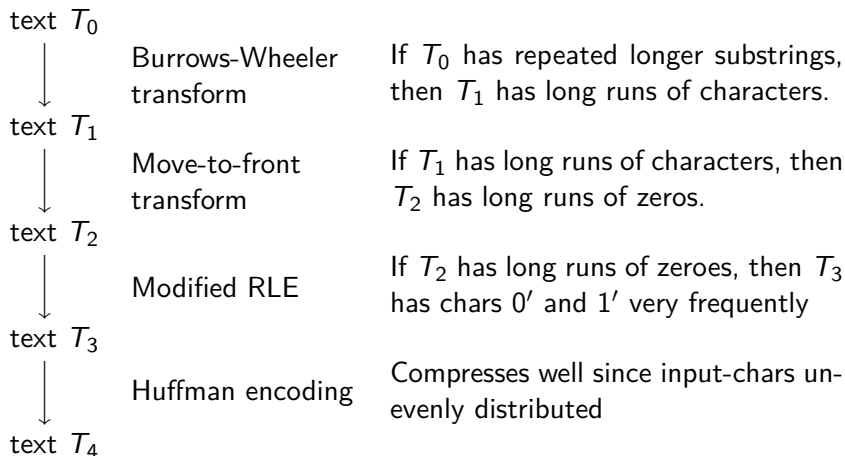 text T₀
Burrows-Wheeler
transform
If T₀ has repeated longer substrings,
then T₁ has long runs of characters.
text T₁
Move-to-front
transform
If T₁ has long runs of characters, then
T₂ has long runs of zeros.
text T₂
Modified RLE
If T₂ has long runs of zeroes, then T₃
has chars 0′ and 1′ very frequently
text T₃
Huffman encoding
Compresses well since input-chars un-
evenly distributed
text T₄